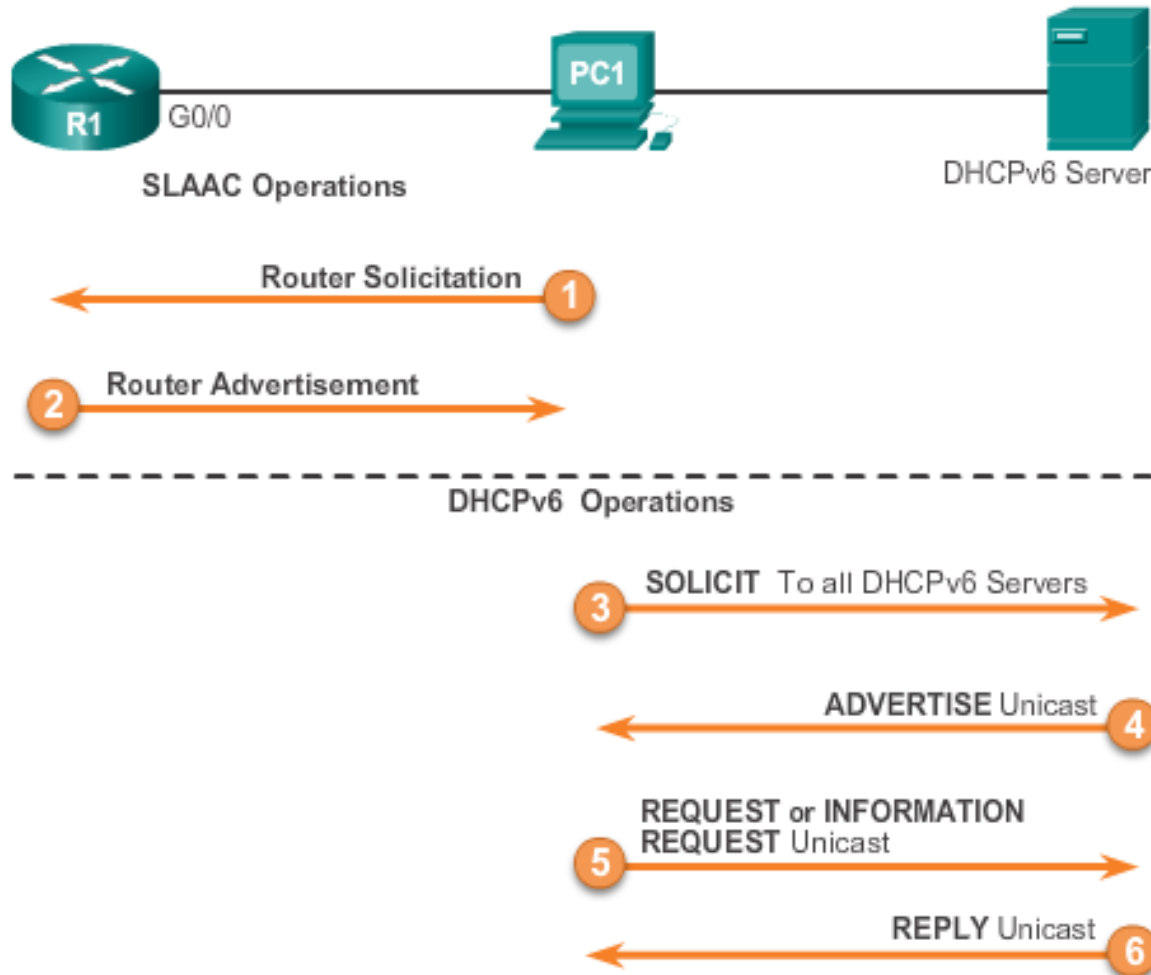 PC1
R1
G0/0
DHCPv6 Server
SLAAC Operations
Router Solicitation
1
Router Advertisement
2
DHCPv6 Operations
SOLICIT To all DHCPv6 Servers
3
ADVERTISE Unicast
4
REQUEST or INFORMATION
REQUEST Unicast
5
REPLY Unicast
6